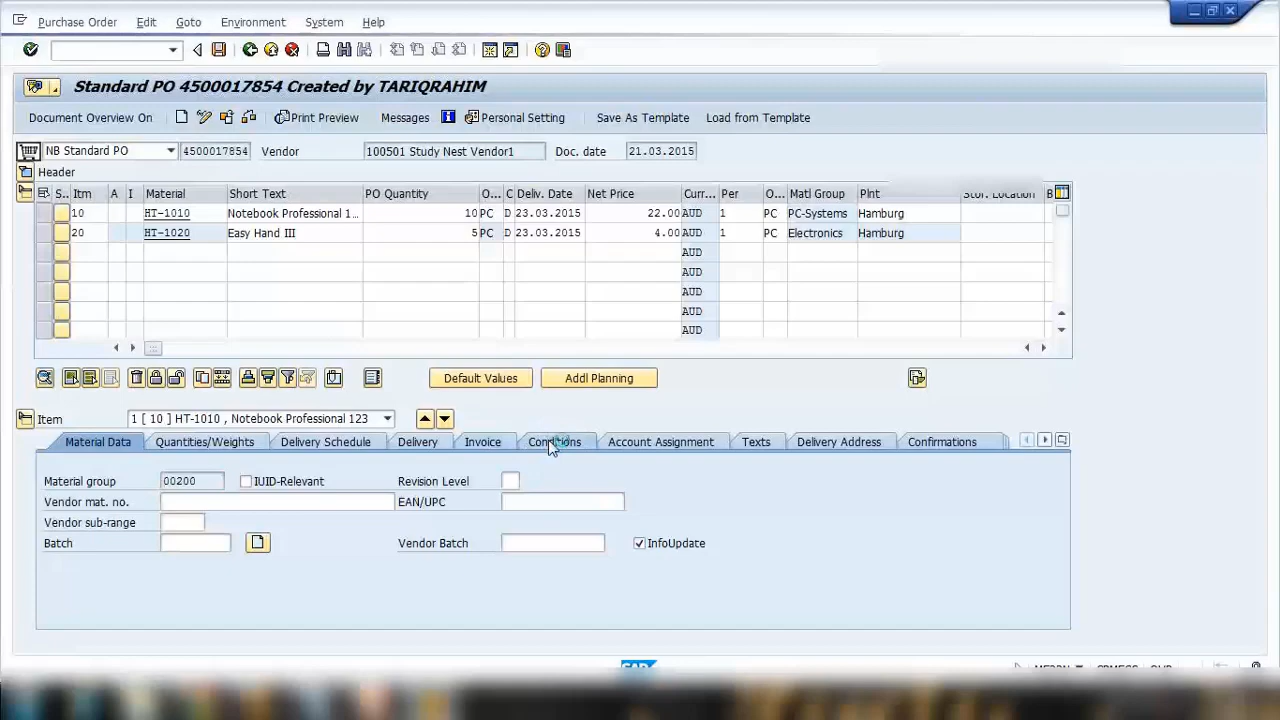 Purchase Order Edit Goto Environment System Help
Standard PO 4500017854 Created by TARIQRAHIM
Document Overview On Print Preview Messages Personal Setting Save As Template Load from Template
NB Standard PO 4500017854 Vendor 100501 Study Nest Vendor1 Doc. date 21.03.2015
Header
S.. Itm A I Material Short Text PO Quantity O... C Deliv. Date Net Price Curr... Per O... Matl Group Plnt Stor. Location B
10 HT-1010 Notebook Professional 1... 10 PC D 23.03.2015 22.00 AUD 1 PC PC-Systems Hamburg
20 HT-1020 Easy Hand III 5 PC D 23.03.2015 4.00 AUD 1 PC Electronics Hamburg
AUD
AUD
AUD
AUD
AUD
Default Values Addl Planning
Item 1 [ 10 ] HT-1010 , Notebook Professional 123
Material Data Quantities/Weights Delivery Schedule Delivery Invoice Conditions Account Assignment Texts Delivery Address Confirmations
Material group 00200 IUID-Relevant Revision Level
Vendor mat. no. EAN/UPC
Vendor sub-range
Batch Vendor Batch InfoUpdate
SAP